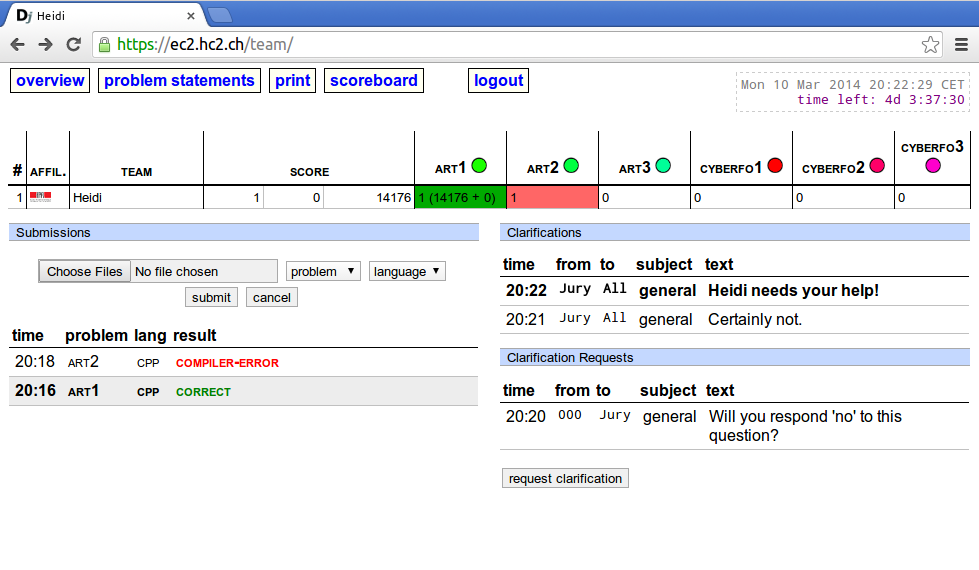 Dj Heidi
https://ec2.hc2.ch/team/
overview problem statements print scoreboard logout
Mon 10 Mar 2014 20:22:29 CET
time left: 4d 3:37:30
# AFFIL. TEAM SCORE ART1 ART2 ART3 CYBERFO1 CYBERFO2 CYBERFO3
1 Heidi 1 0 14176 1 (14176 + 0) 1 0 0 0 0
Submissions
Choose Files No file chosen problem language
submit cancel
time problem lang result
20:18 ART2 CPP COMPILER-ERROR
20:16 ART1 CPP CORRECT
Clarifications
time from to subject text
20:22 Jury All general Heidi needs your help!
20:21 Jury All general Certainly not.
Clarification Requests
time from to subject text
20:20 000 Jury general Will you respond 'no' to this
question?
request clarification